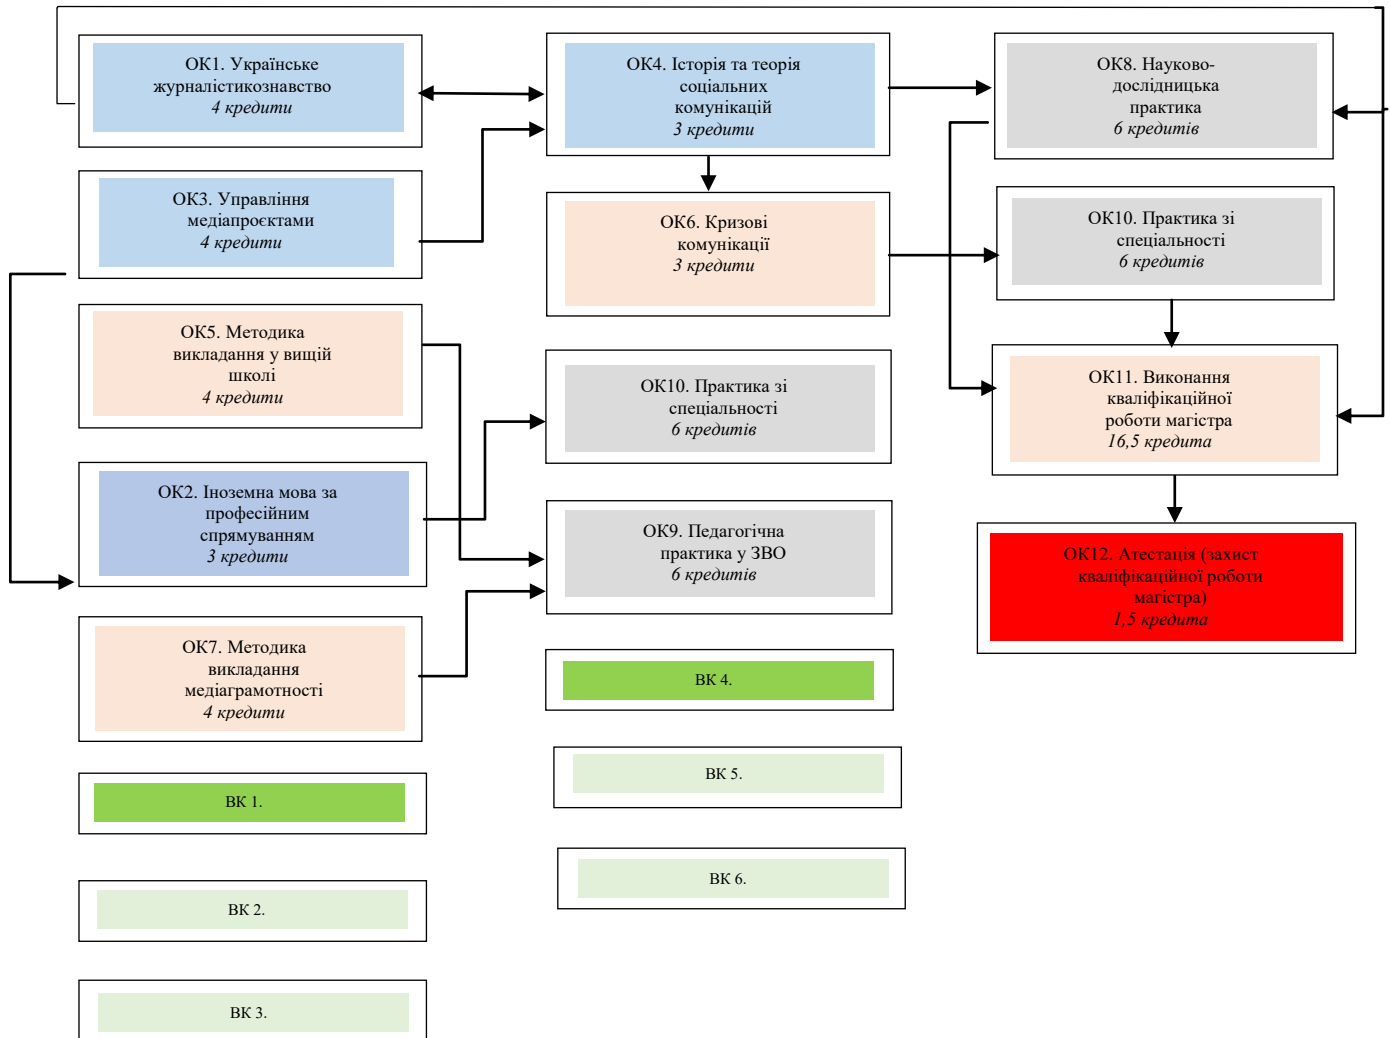 ОК1. Українське
журналістикознавство
4 кредити
ОК3. Управління
медіапроєктами
4 кредити
ОК5. Методика
викладання у вищій
школі
4 кредити
ОК2. Іноземна мова за
професійним
спрямуванням
3 кредити
ОК7. Методика
викладання
медіаграмотності
4 кредити
ВК 1.
ВК 2.
ВК 3.
ОК4. Історія та теорія
соціальних
комунікацій
3 кредити
ОК6. Кризові
комунікації
3 кредити
ОК10. Практика зі
спеціальності
6 кредитів
ОК9. Педагогічна
практика у ЗВО
6 кредитів
ВК 4.
ВК 5.
ВК 6.
ОК8. Науково-
дослідницька
практика
6 кредитів
ОК10. Практика зі
спеціальності
6 кредитів
ОК11. Виконання
кваліфікаційної
роботи магістра
16,5 кредита
ОК12. Атестація (захист
кваліфікаційної роботи
магістра)
1,5 кредита